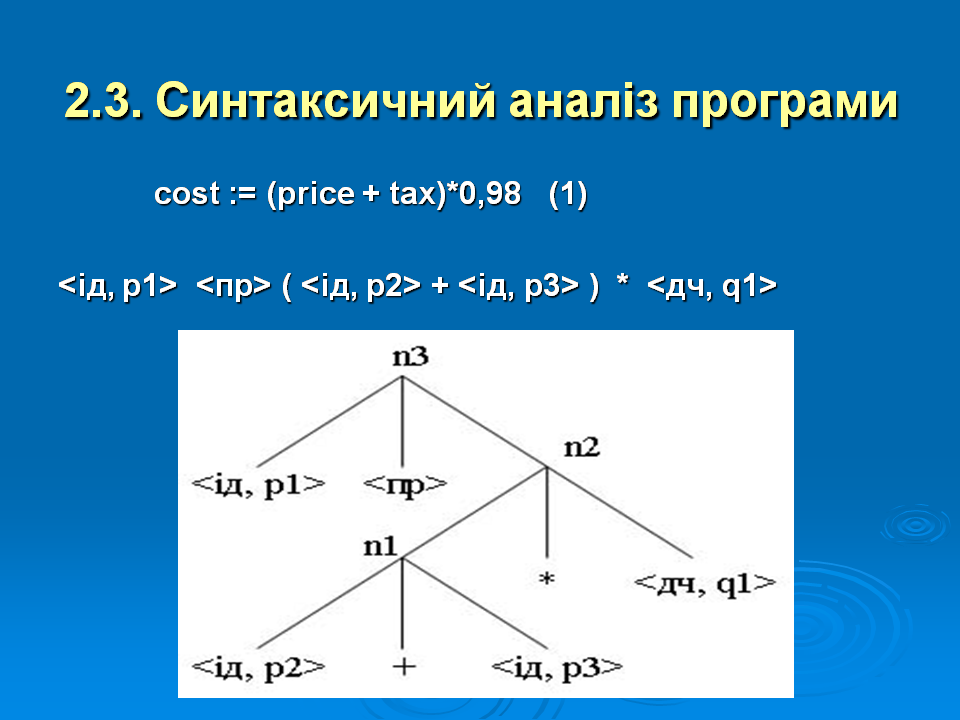 2.3. Синтаксичний аналіз програми
cost := (price + tax)*0,98 (1)
<ід, p1> <пр> ( <ід, p2> + <ід, p3> ) * <дч, q1>
n3
n2
<ід, p1> <пр>
n1
* <дч, q1>
<ід, p2> + <ід, p3>